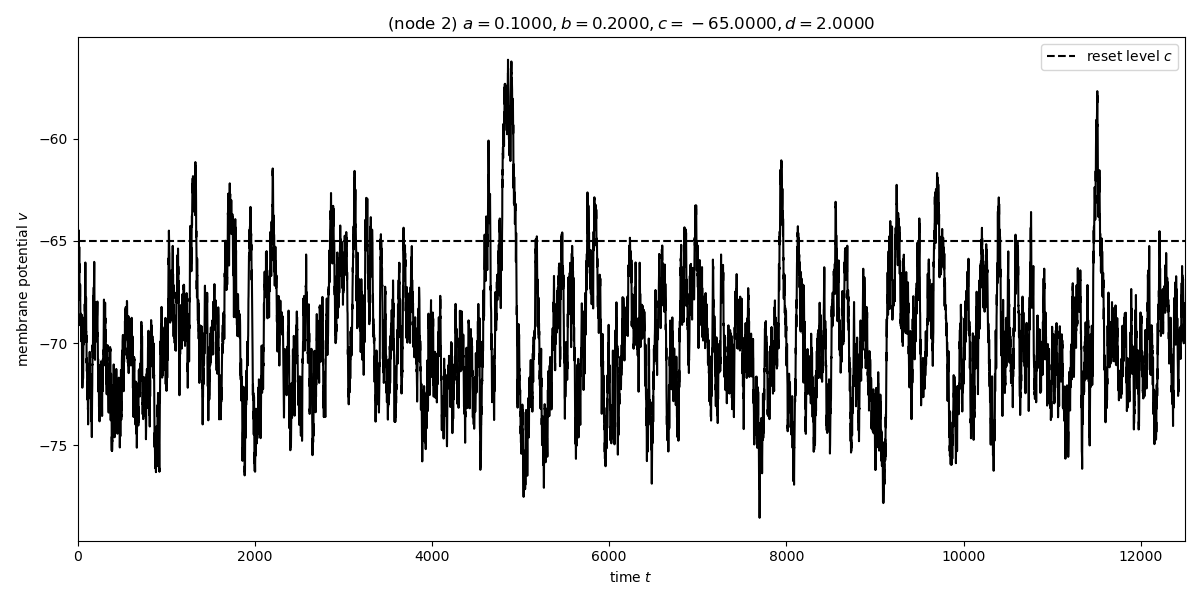 (node 2) a = 0.1000, b = 0.2000, c = −65.0000, d = 2.0000
reset level c
membrane potential v
−60
−65
−70
−75
0 2000 4000 6000 8000 10000 12000
time t